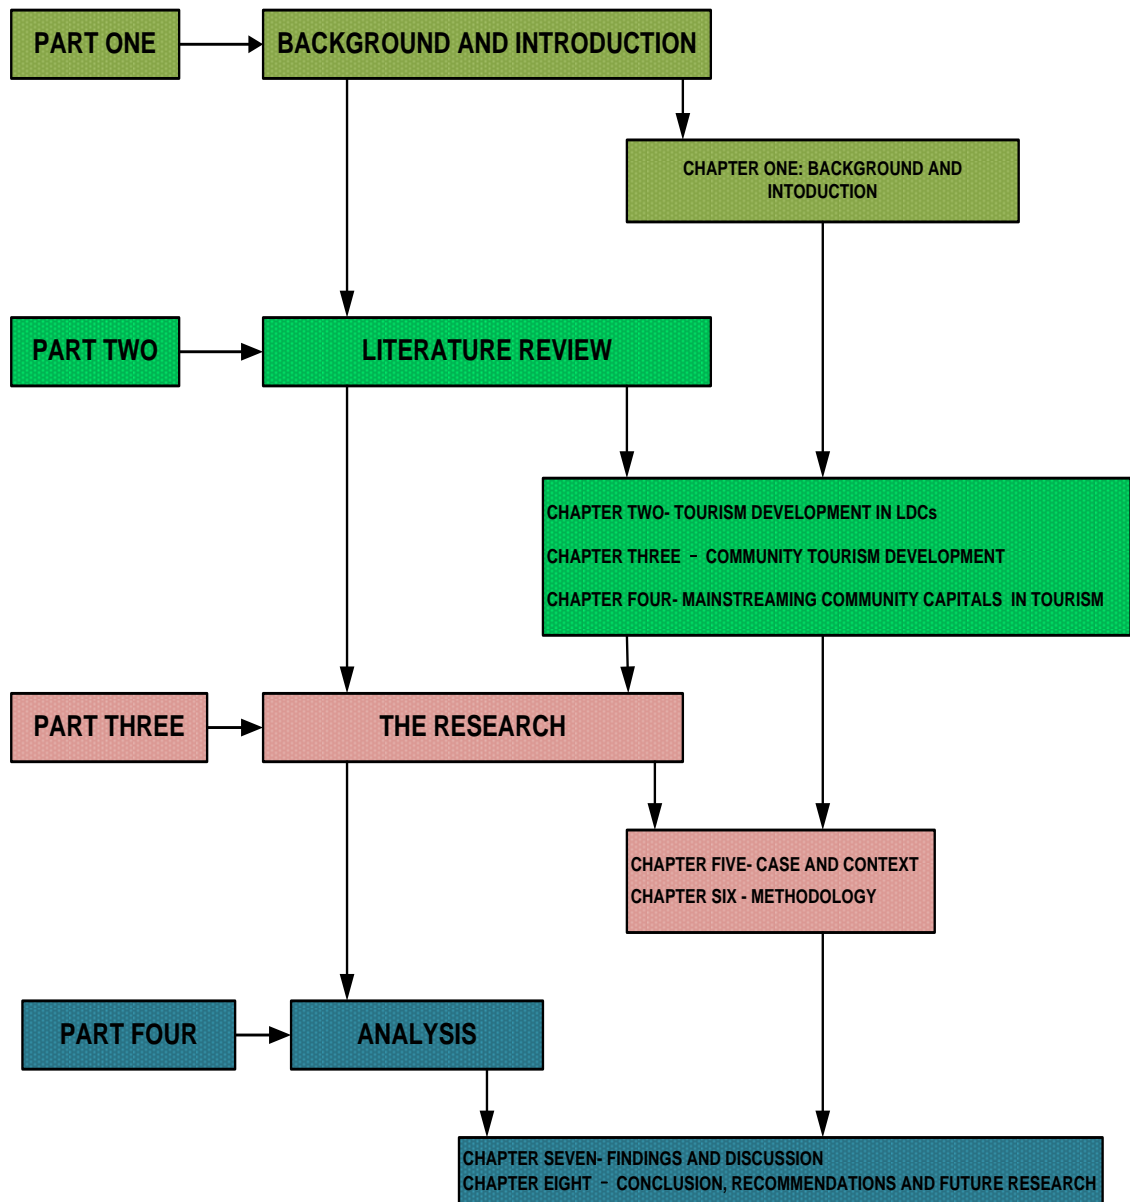 PART ONE
BACKGROUND AND INTRODUCTION
CHAPTER ONE: BACKGROUND AND
INTODUCTION
PART TWO
LITERATURE REVIEW
CHAPTER TWO- TOURISM DEVELOPMENT IN LDCs
CHAPTER THREE – COMMUNITY TOURISM DEVELOPMENT
CHAPTER FOUR- MAINSTREAMING COMMUNITY CAPITALS IN TOURISM
PART THREE
THE RESEARCH
CHAPTER FIVE- CASE AND CONTEXT
CHAPTER SIX - METHODOLOGY
PART FOUR
ANALYSIS
CHAPTER SEVEN- FINDINGS AND DISCUSSION
CHAPTER EIGHT – CONCLUSION, RECOMMENDATIONS AND FUTURE RESEARCH